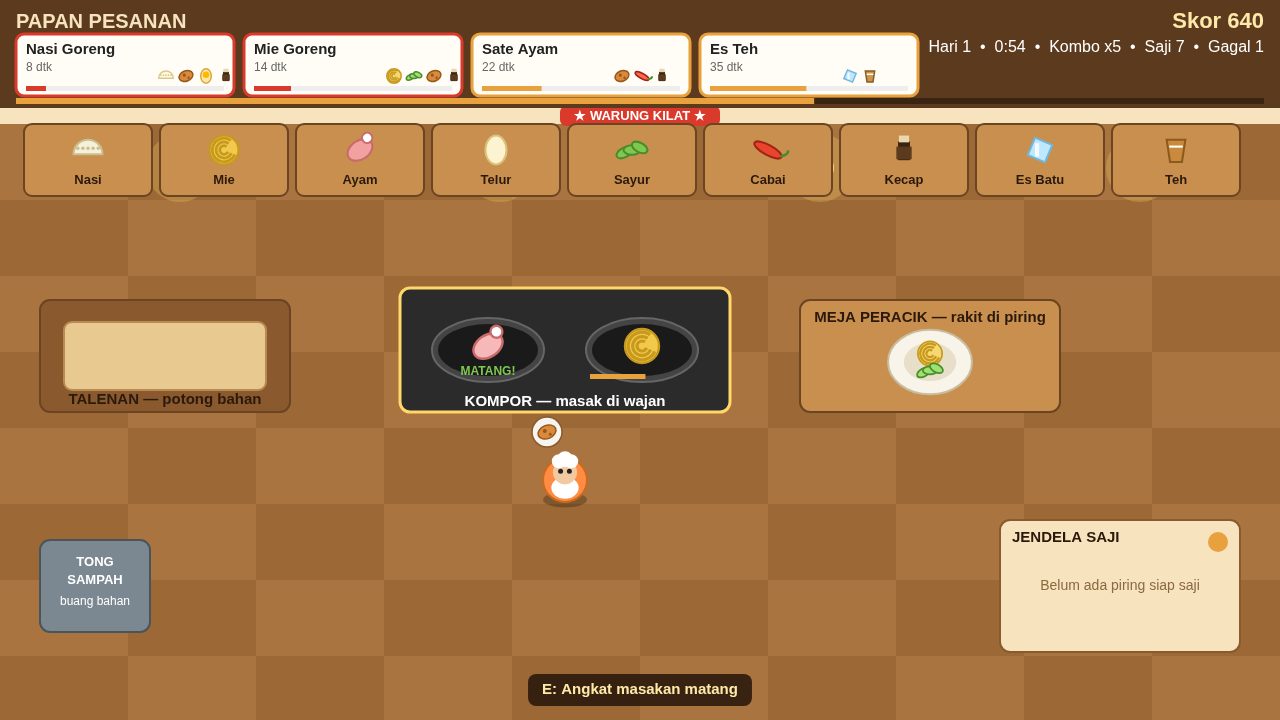 PAPAN PESANAN
Skor 640
Nasi Goreng
8 dtk
Mie Goreng
14 dtk
Sate Ayam
22 dtk
Es Teh
35 dtk
Hari 1 • 0:54 • Kombo x5 • Saji 7 • Gagal 1
★ WARUNG KILAT ★
Nasi
Mie
Ayam
Telur
Sayur
Cabai
Kecap
Es Batu
Teh
TALENAN — potong bahan
MATANG!
KOMPOR — masak di wajan
MEJA PERACIK — rakit di piring
TONG
SAMPAH
buang bahan
JENDELA SAJI
Belum ada piring siap saji
E: Angkat masakan matang